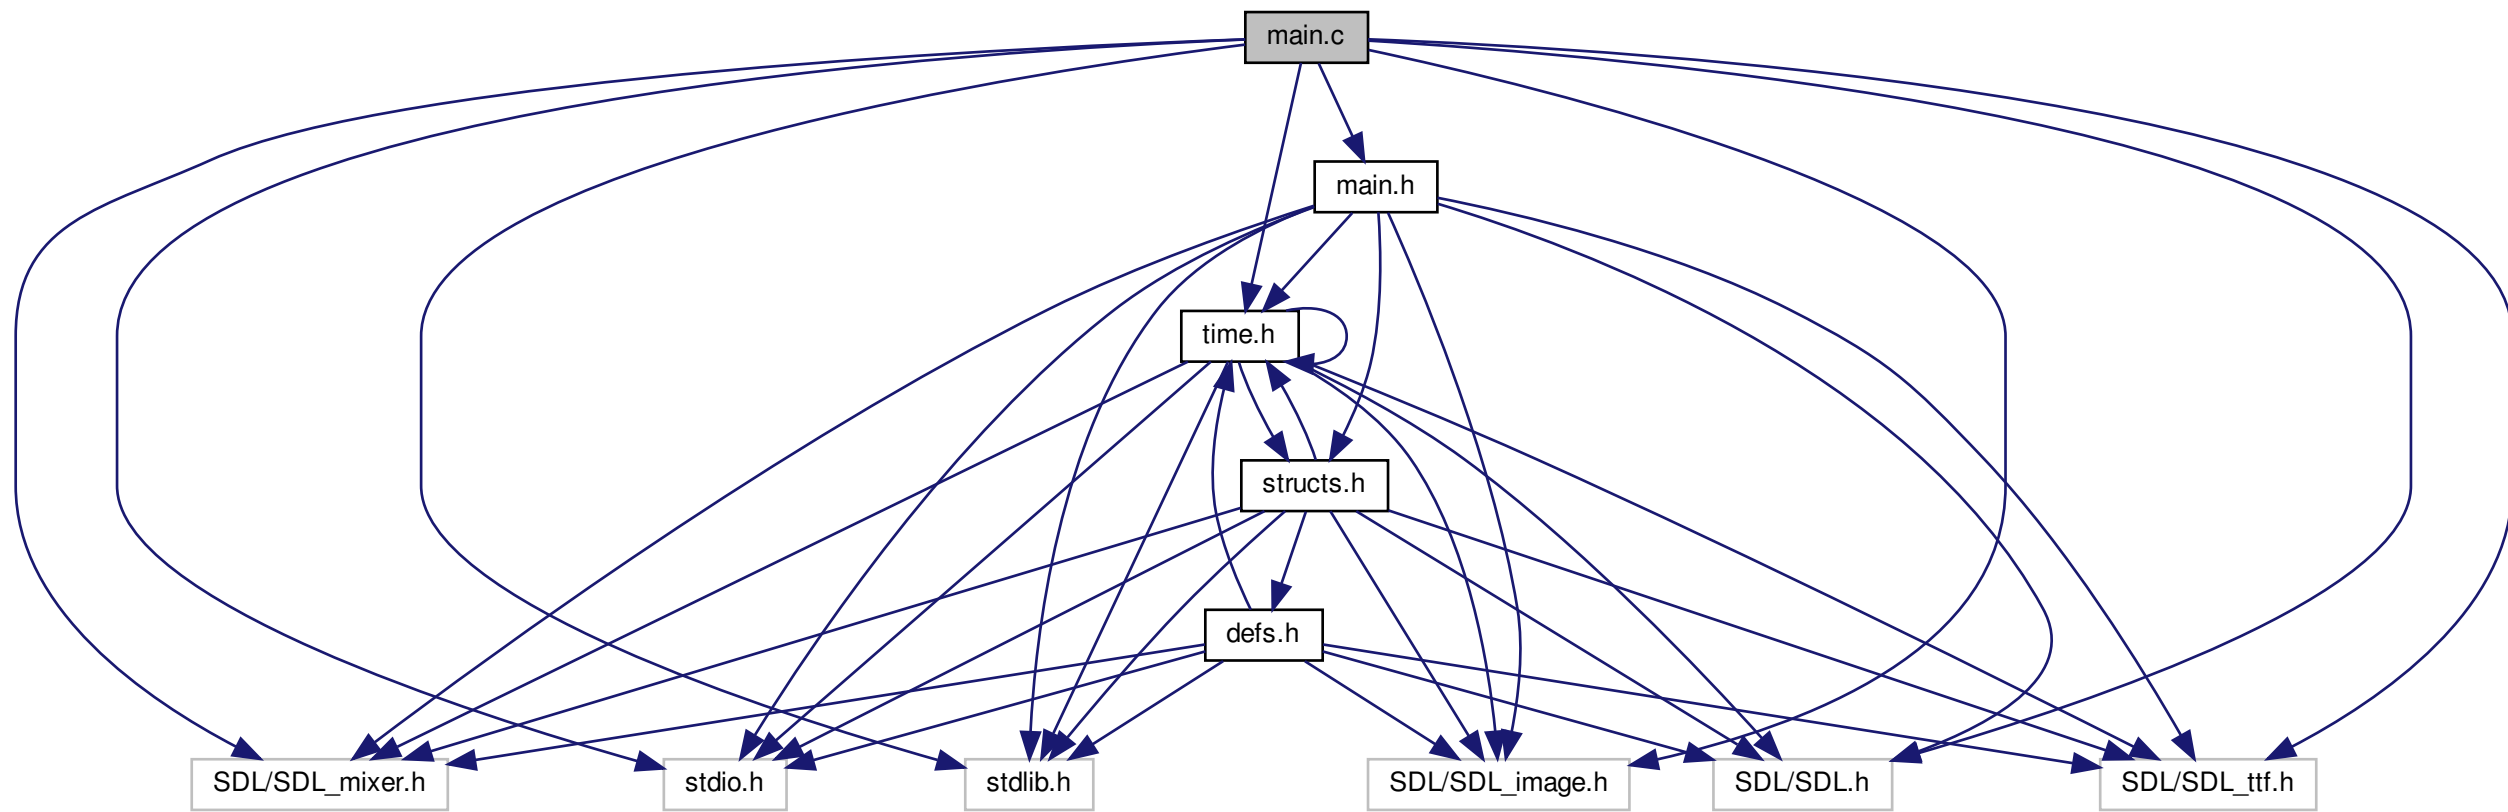 main.c
main.h
time.h
structs.h
defs.h
SDL/SDL_mixer.h
stdio.h
stdlib.h
SDL/SDL_image.h
SDL/SDL.h
SDL/SDL_ttf.h